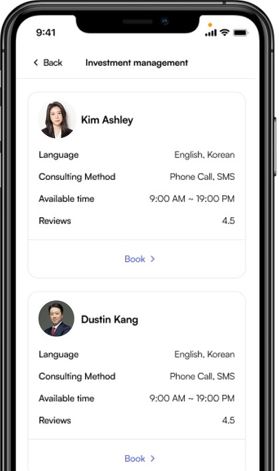 9:41
Back Investment management
Kim Ashley
Language English, Korean
Consulting Method Phone Call, SMS
Available time 9:00 AM ~ 19:00 PM
Reviews 4.5
Book
Dustin Kang
Language English, Korean
Consulting Method Phone Call, SMS
Available time 9:00 AM ~ 19:00 PM
Reviews 4.5
Book